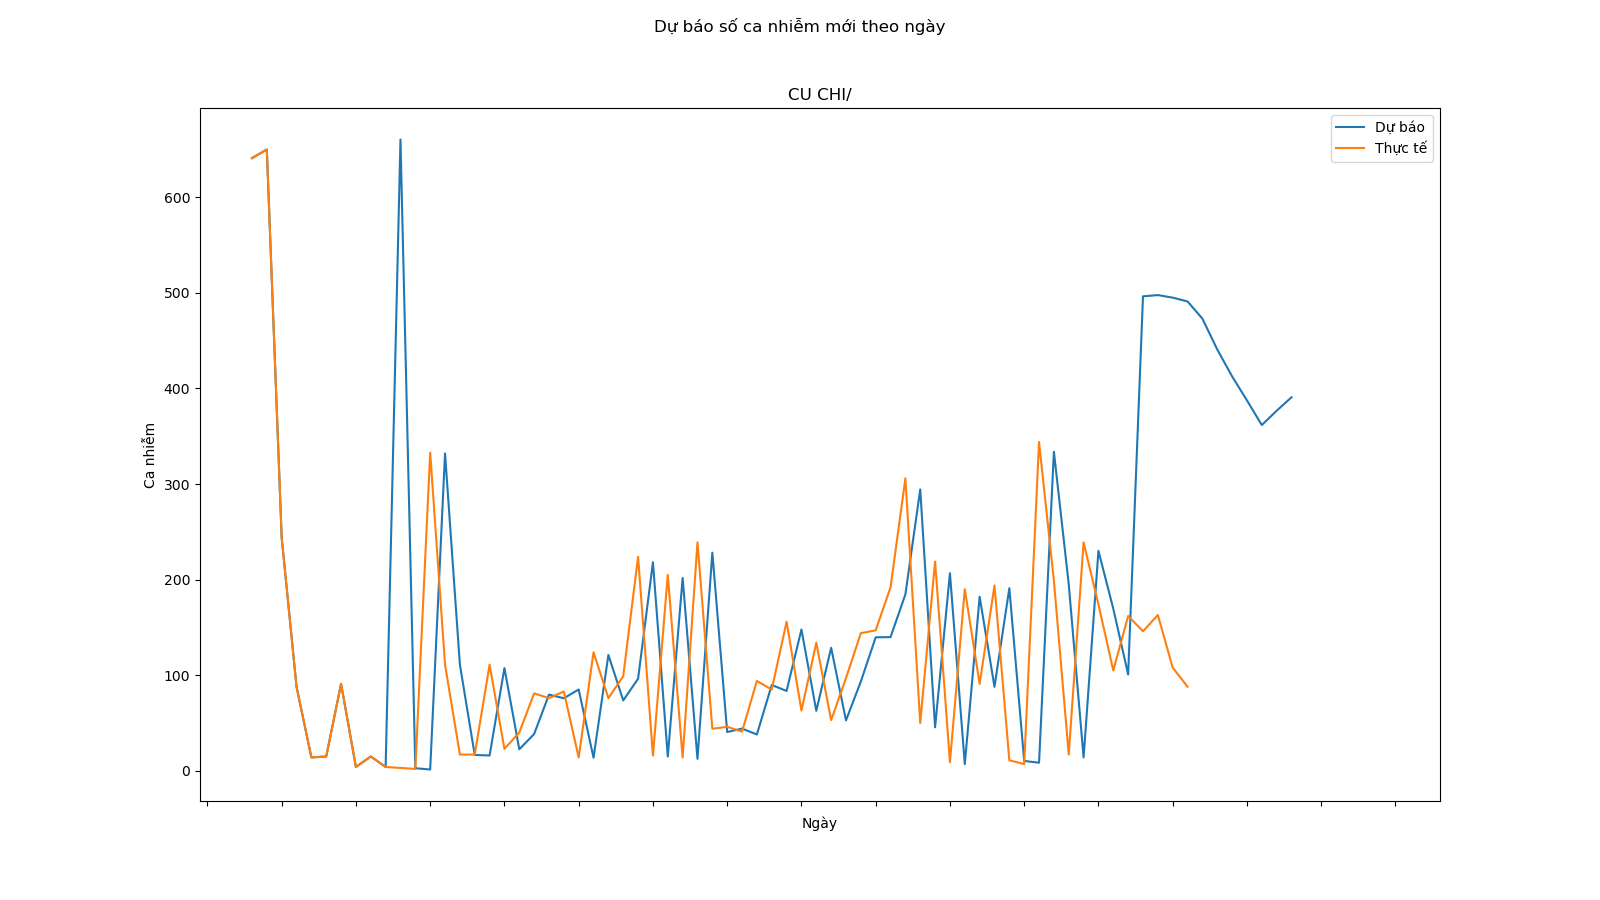 Dự báo số ca nhiễm mới theo ngày
CU CHI/
Dự báo
Thực tế
600
500
400
300
200
100
0
Ca nhiễm
Ngày